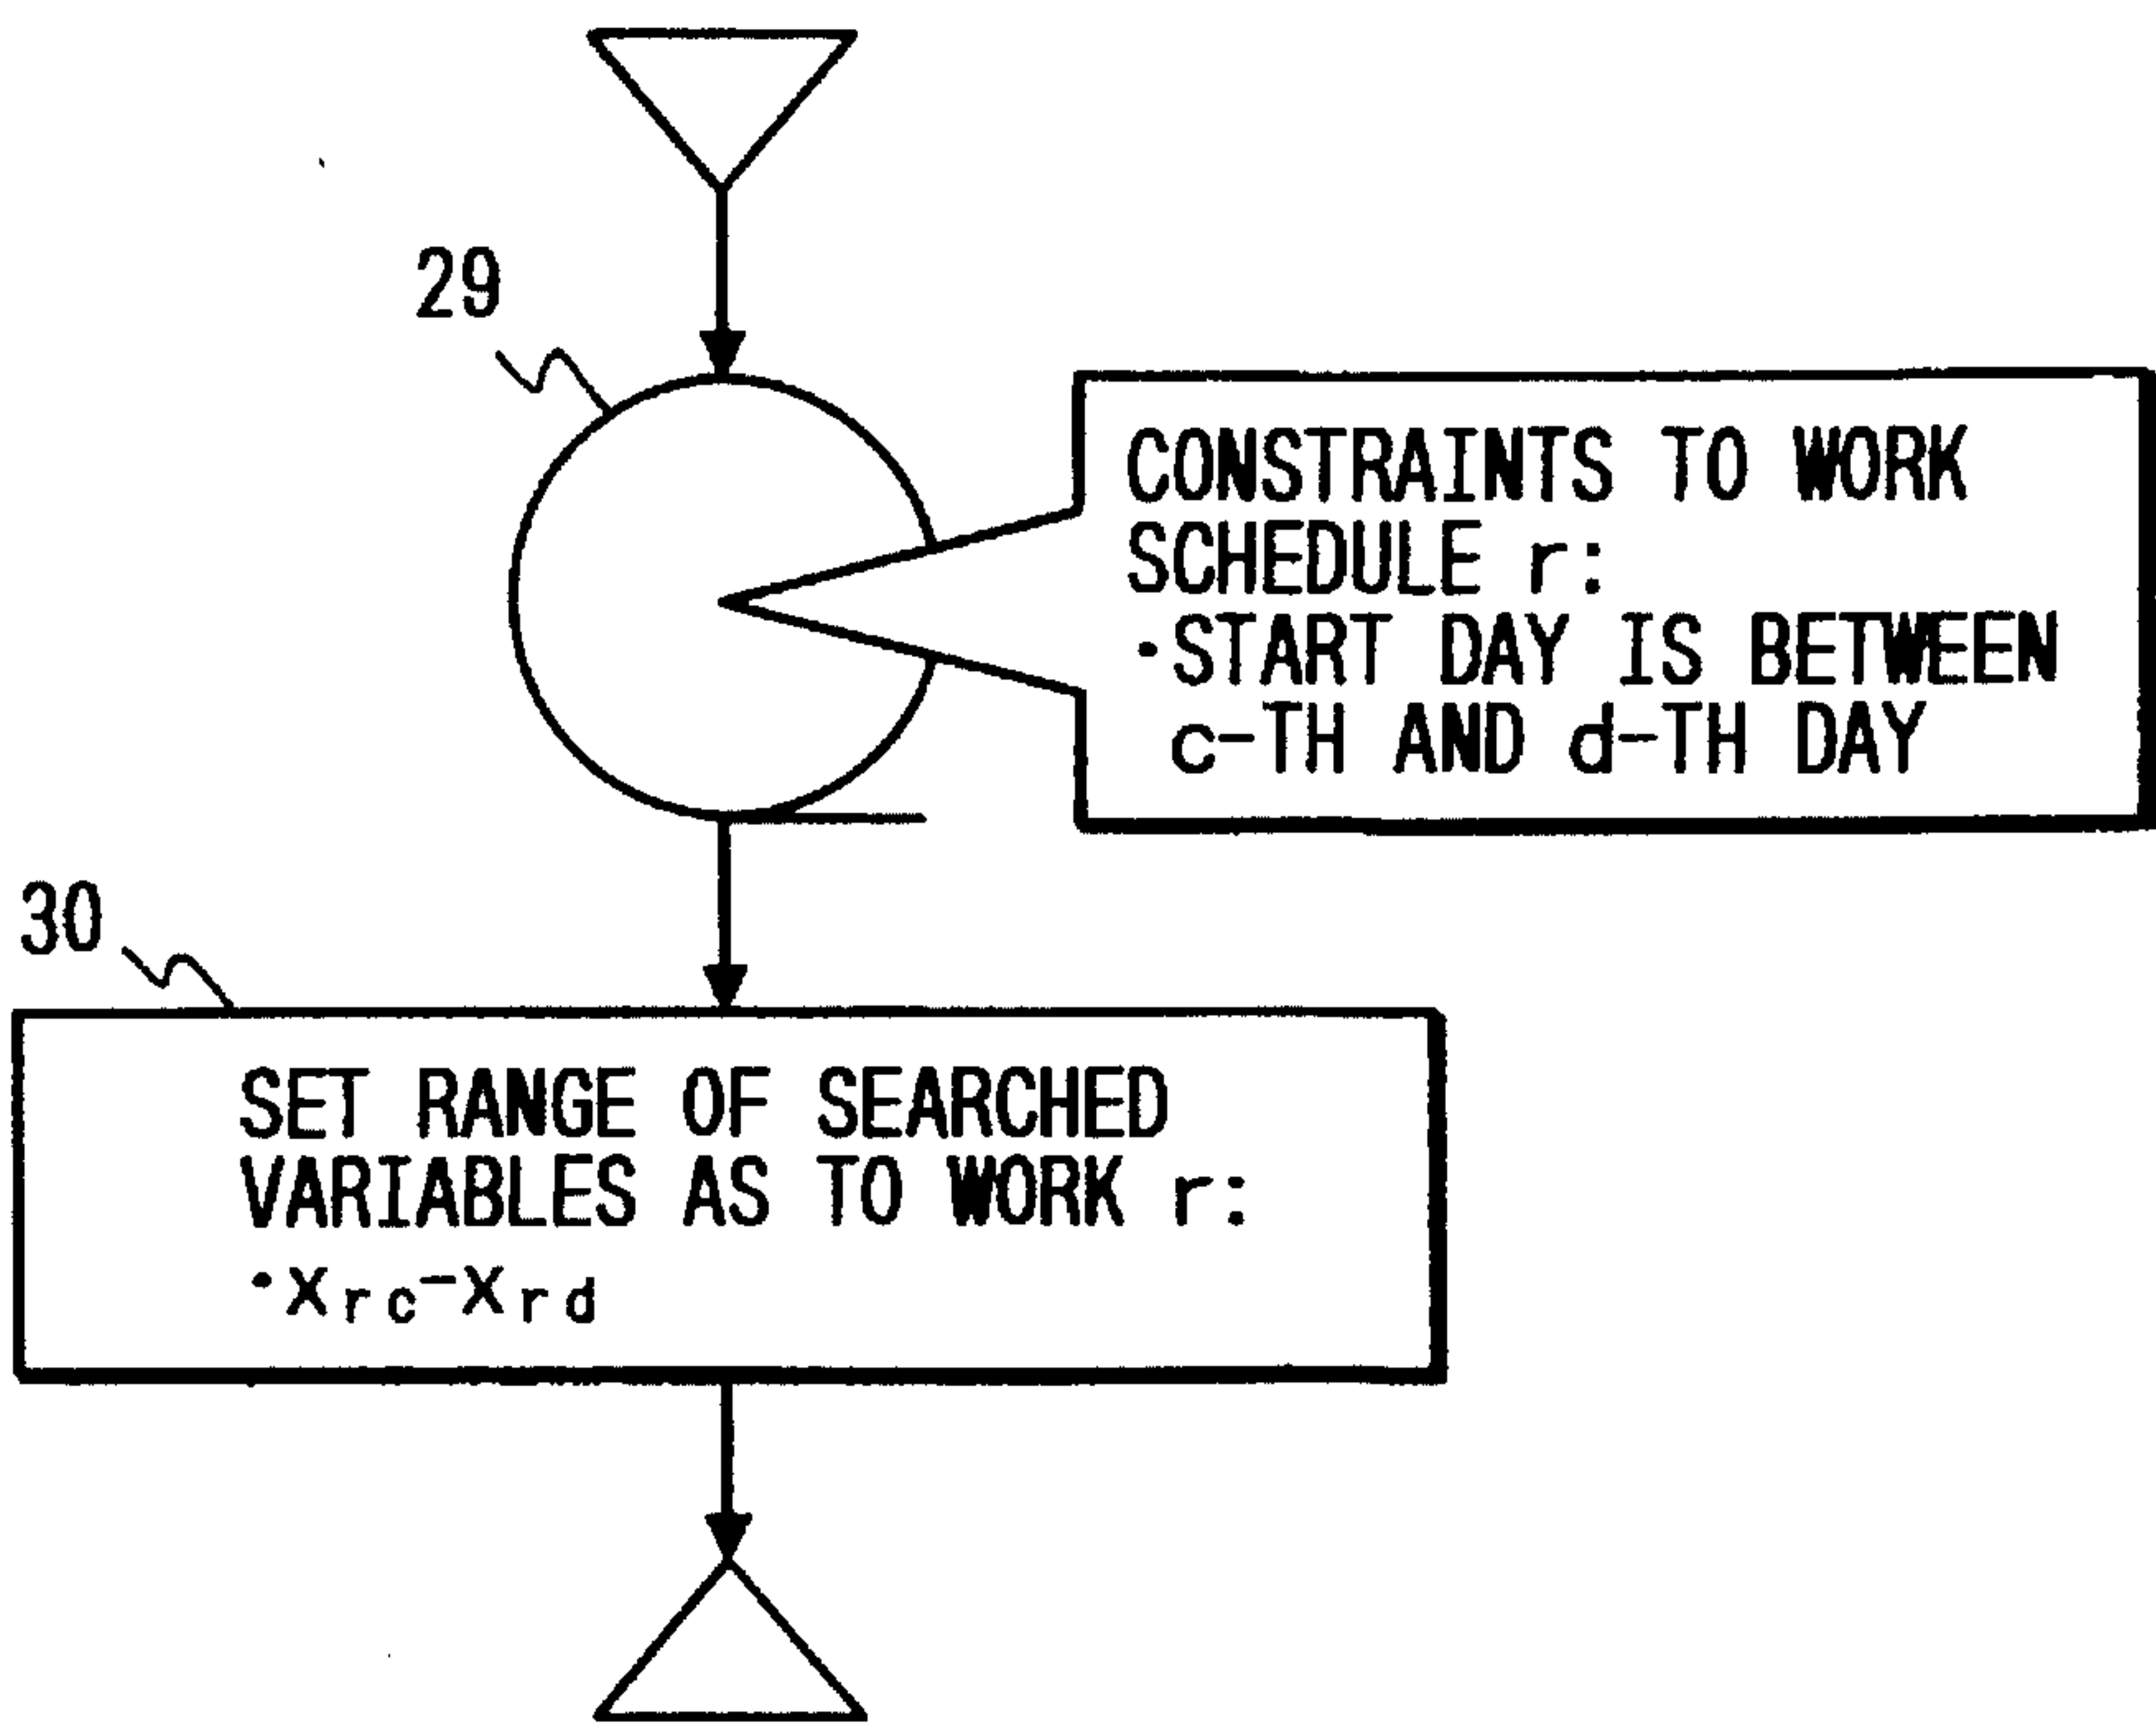 29
CONSTRAINTS TO WORK
SCHEDULE r:
·START DAY IS BETWEEN
c-TH AND d-TH DAY
30
SET RANGE OF SEARCHED
VARIABLES AS TO WORK r:
·xrc-xrd